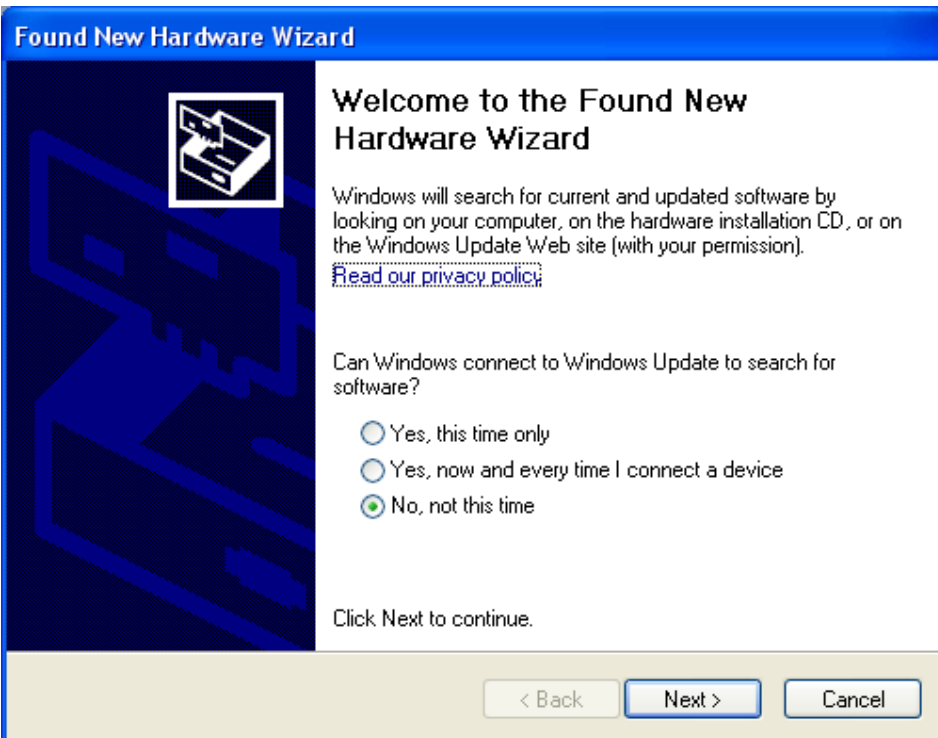 Found New Hardware Wizard
Welcome to the Found New
Hardware Wizard
Windows will search for current and updated software by
looking on your computer, on the hardware installation CD, or on
the Windows Update Web site (with your permission).
Read our privacy policy
Can Windows connect to Windows Update to search for
software?
Yes, this time only
Yes, now and every time I connect a device
No, not this time
Click Next to continue.
< Back Next > Cancel